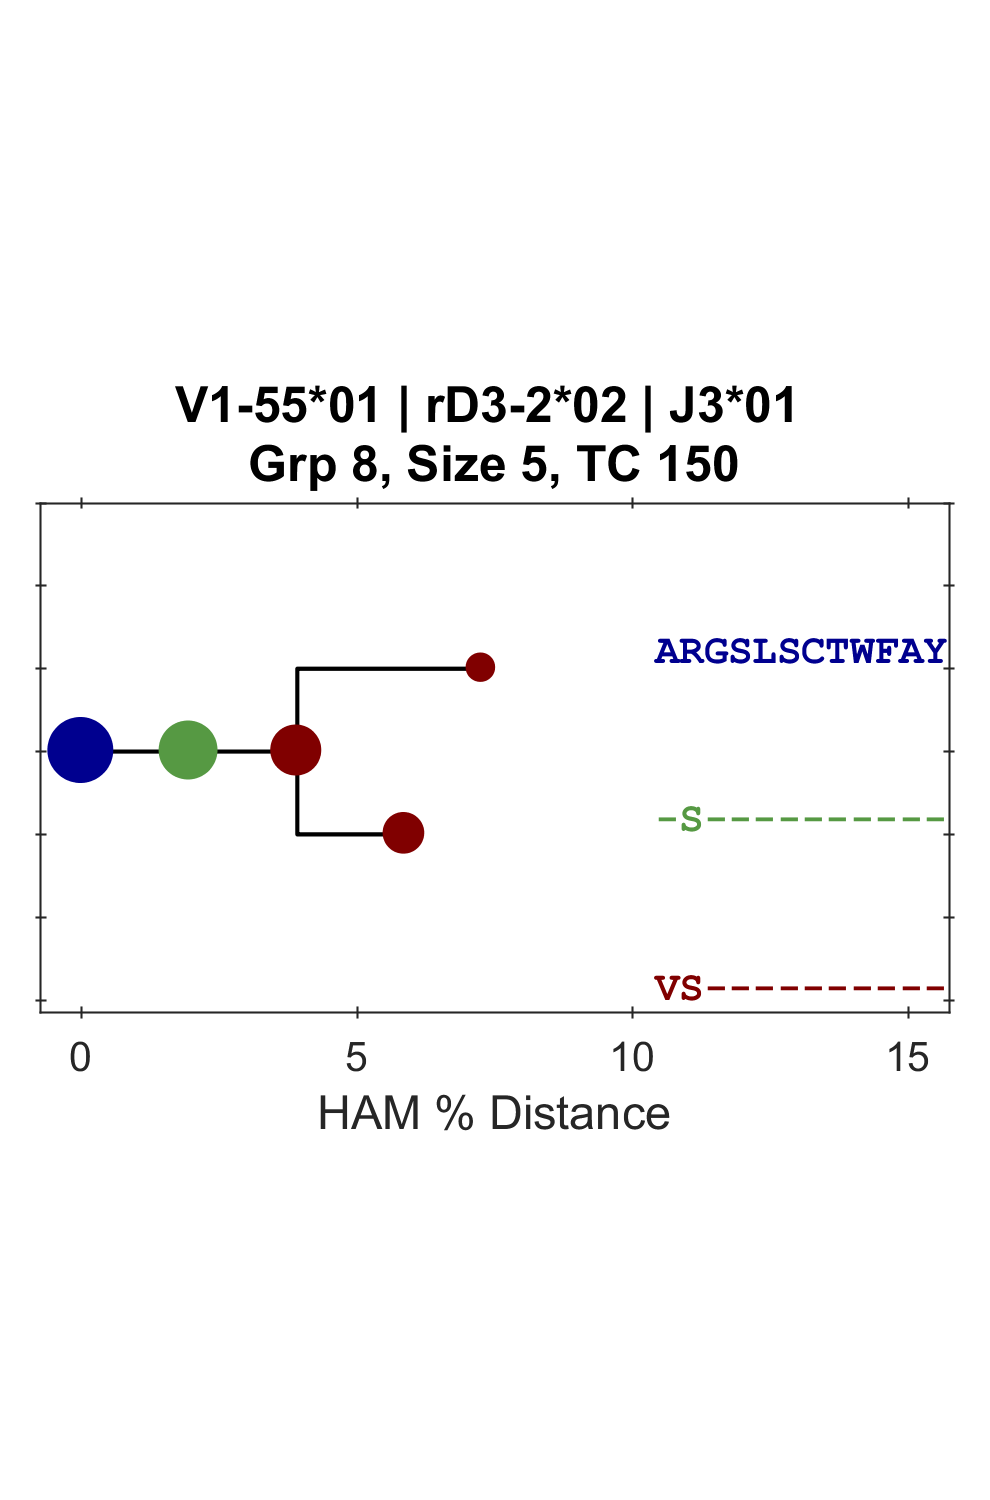 V1-55*01 | rD3-2*02 | J3*01
Grp 8, Size 5, TC 150
ARGSLSCTWFAY
-S----------
VS----------
0 5 10 15
HAM % Distance